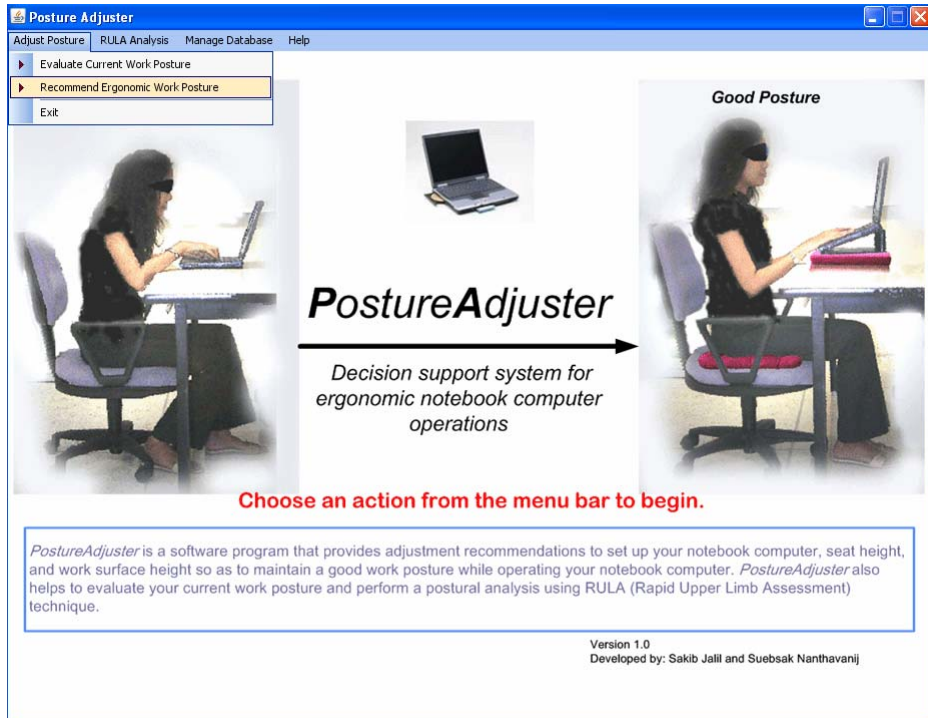 Posture Adjuster
Adjust Posture RULA Analysis Manage Database Help
Evaluate Current Work Posture
Recommend Ergonomic Work Posture
Exit
Good Posture
PostureAdjuster
Decision support system for
ergonomic notebook computer
operations
Choose an action from the menu bar to begin.
PostureAdjuster is a software program that provides adjustment recommendations to set up your notebook computer, seat height,
and work surface height so as to maintain a good work posture while operating your notebook computer. PostureAdjuster also
helps to evaluate your current work posture and perform a postural analysis using RULA (Rapid Upper Limb Assessment)
technique.
Version 1.0
Developed by: Sakib Jalil and Suebsak Nanthavanij